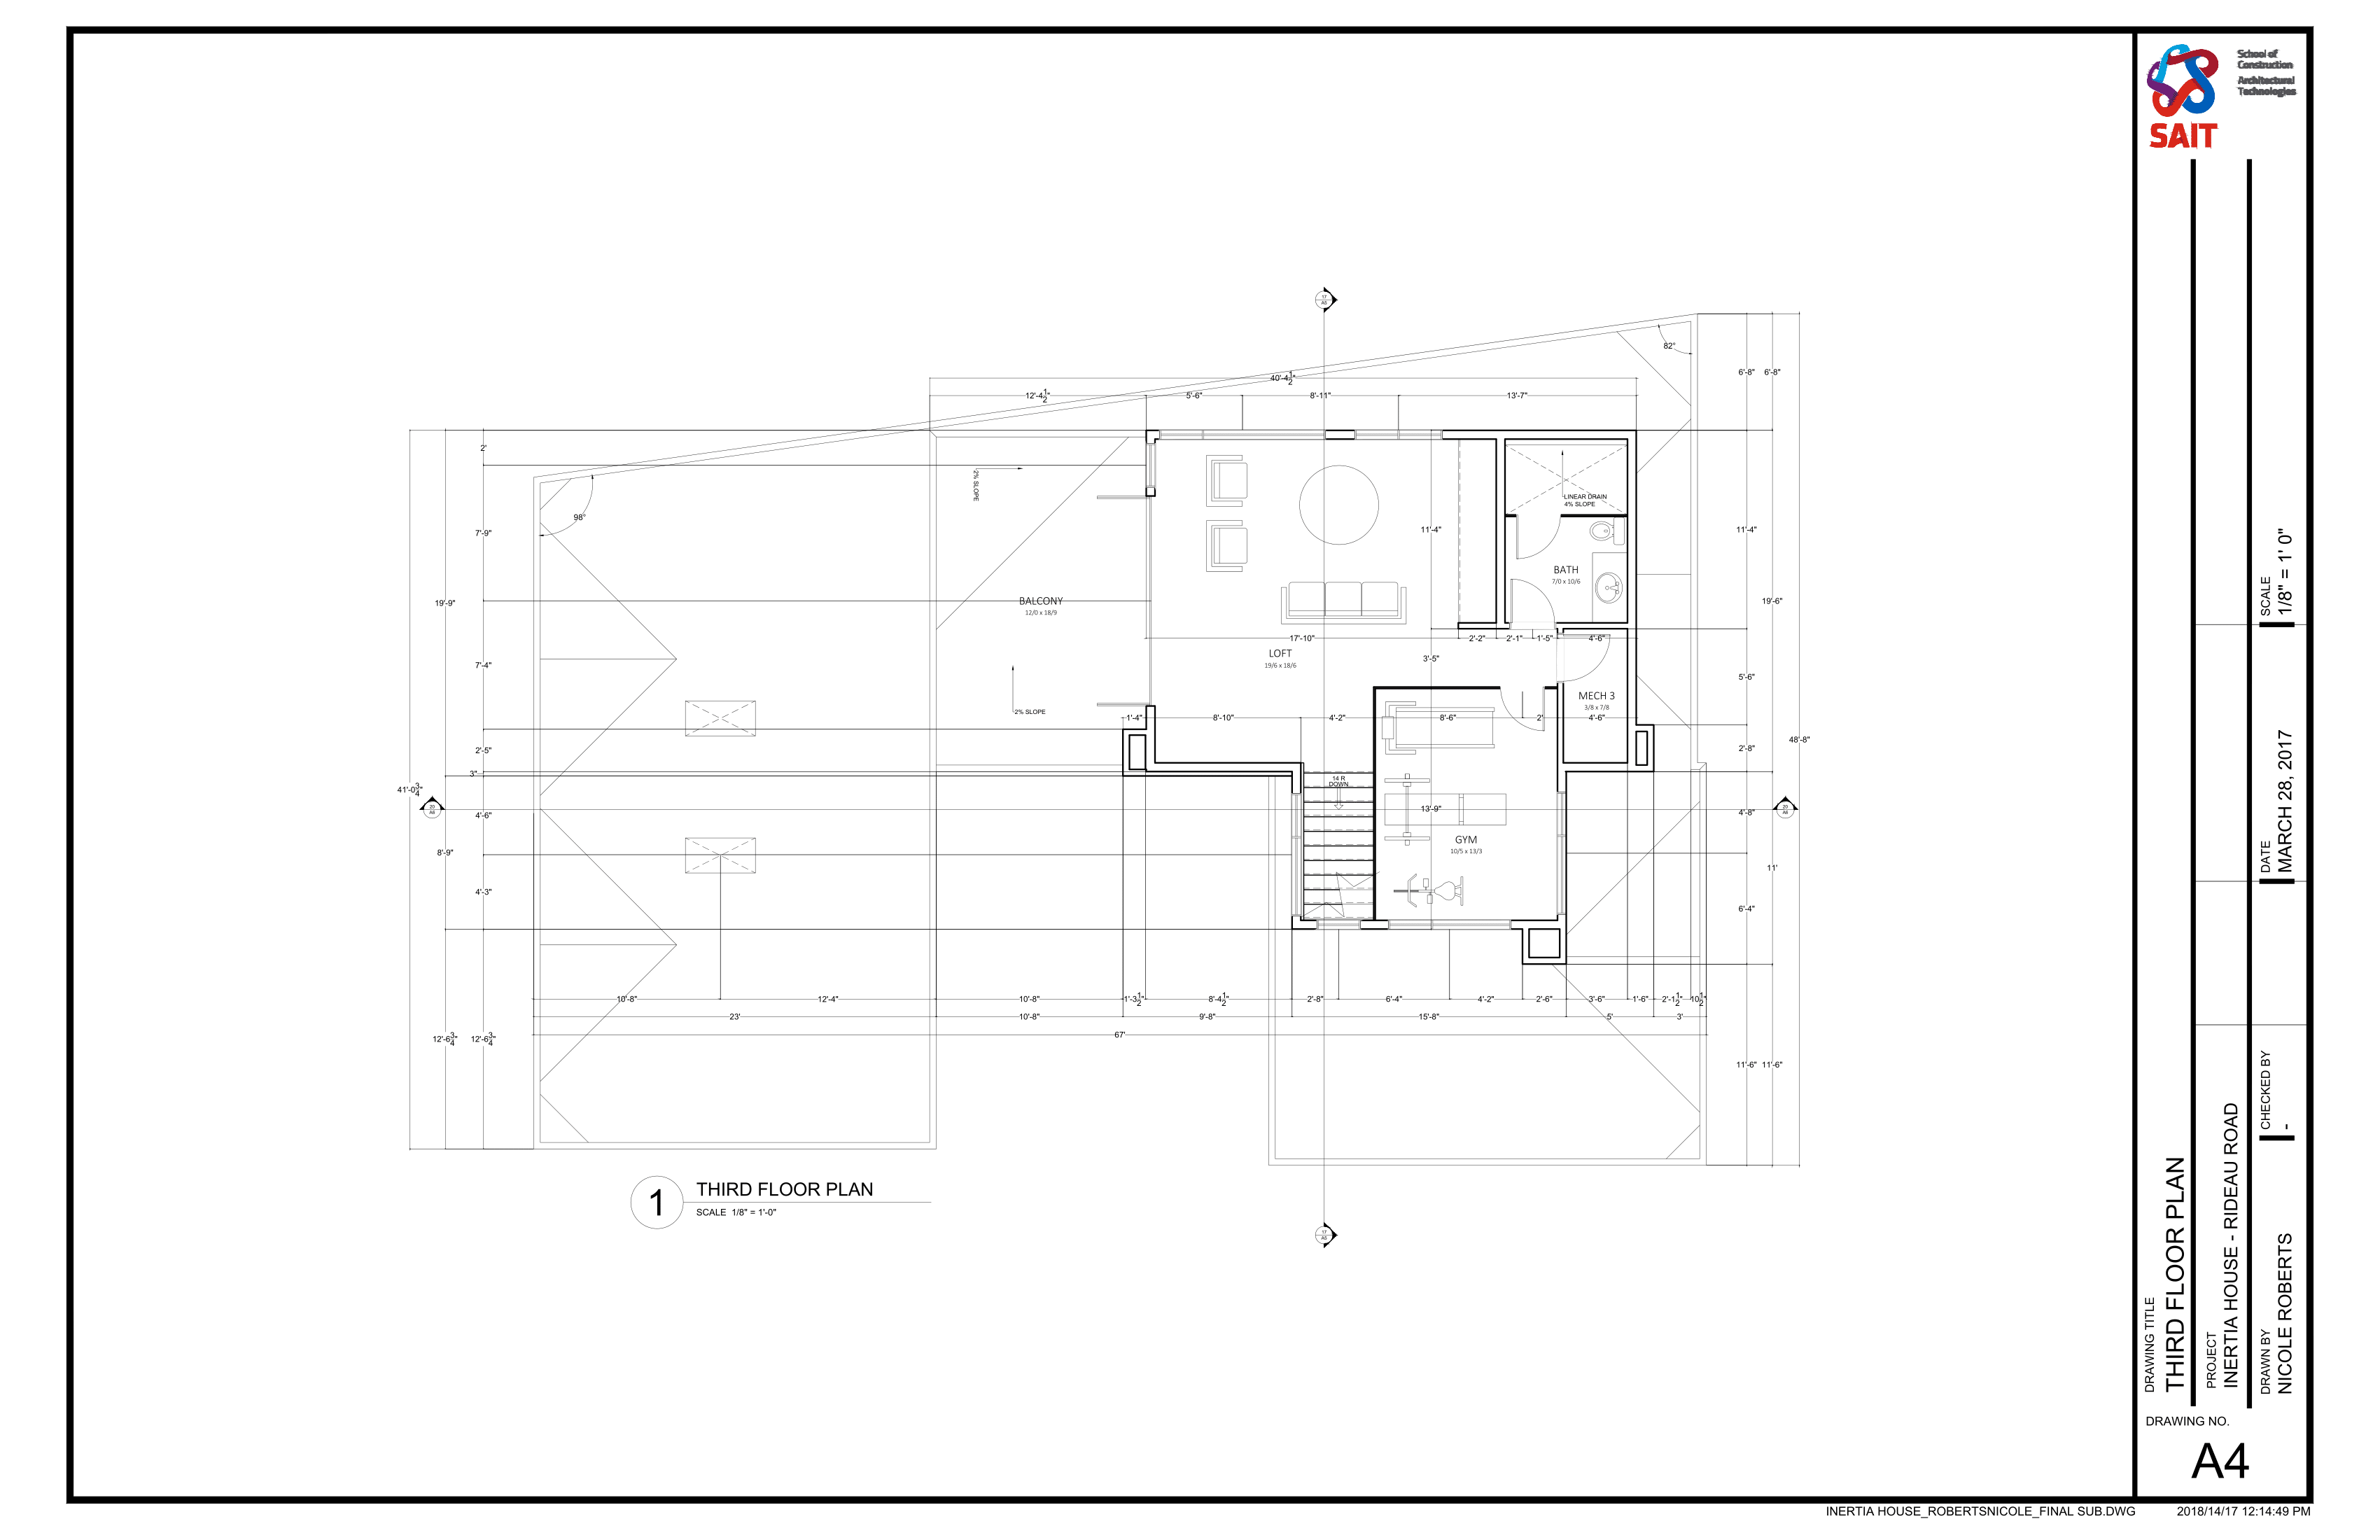 School of
Construction
Architectural
Technologies
SAIT
17
A5
82°
6'-8" 6'-8"
40'-4 1/2"
12'-4 1/2" 5'-6" 8'-11" 13'-7"
2'
2% SLOPE
LINEAR DRAIN
4% SLOPE
98°
7'-9"
11'-4" 11'-4"
BATH
7/0 x 10/6
19'-9"
BALCONY
12/0 x 18/9
19'-6"
17'-10" 2'-2" 2'-1" 1'-5" 4'-6"
LOFT
19/6 x 18/6
3'-5"
7'-4"
5'-6"
MECH 3
3/8 x 7/8
2% SLOPE
1'-4" 8'-10" 4'-2" 8'-6" 2' 4'-6"
48'-8"
2'-5"
2'-8"
3"
14 R
DOWN
41'-0 3/4"
20
A6
13'-9"
20
A6
4'-6"
4'-8"
GYM
10/5 x 13/3
8'-9"
11'
4'-3"
6'-4"
10'-8" 12'-4" 10'-8" 1'-3 1/2" 8'-4 1/2" 2'-8" 6'-4" 4'-2" 2'-6" 3'-6" 1'-6" 2'-1 1/2" 10 1/2"
23' 10'-8" 9'-8" 15'-8" 5' 3'
67'
12'-6 3/4" 12'-6 3/4"
11'-6" 11'-6"
1
THIRD FLOOR PLAN
SCALE 1/8" = 1'-0"
17
A5
SCALE
1/8" = 1' 0"
DATE
MARCH 28, 2017
CHECKED BY
-
DRAWN BY
NICOLE ROBERTS
PROJECT
INERTIA HOUSE - RIDEAU ROAD
DRAWING TITLE
THIRD FLOOR PLAN
DRAWING NO.
A4
INERTIA HOUSE_ROBERTSNICOLE_FINAL SUB.DWG 2018/14/17 12:14:49 PM